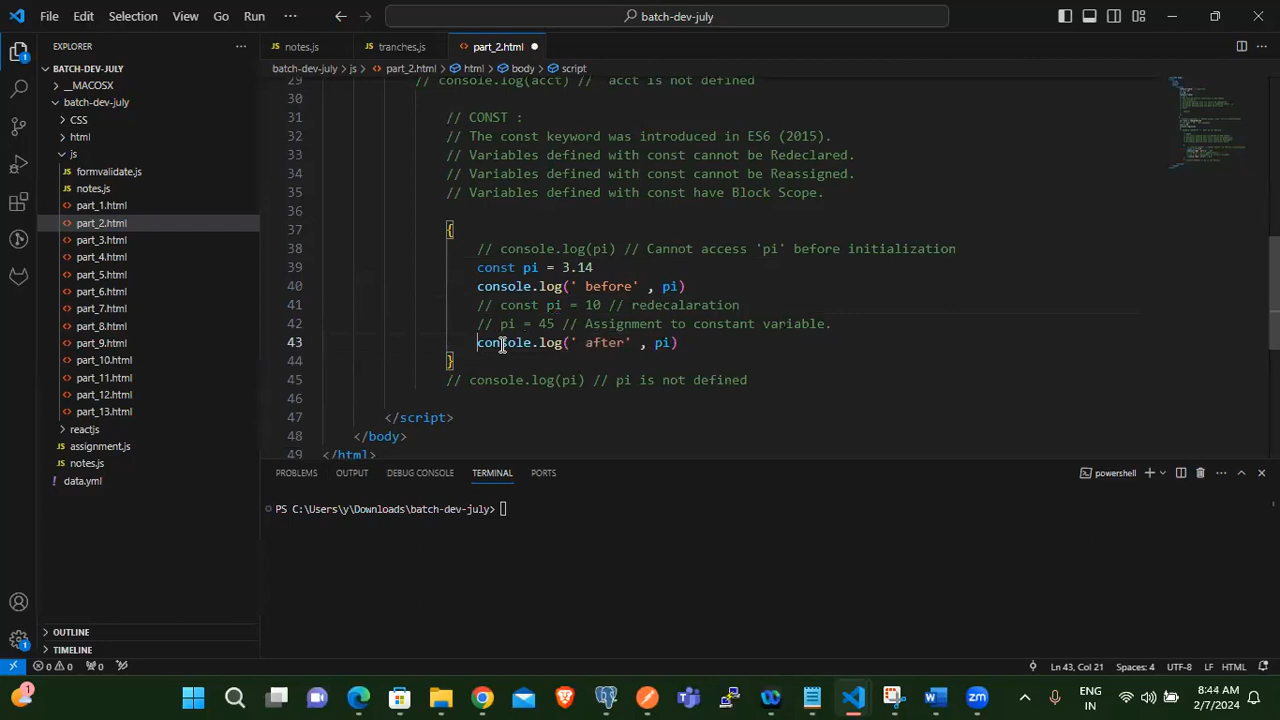 File Edit Selection View Go Run ··· batch-dev-july
EXPLORER ···
notes.js tranches.js part_2.html
BATCH-DEV-JULY
batch-dev-july > js > part_2.html > html > body > script
__MACOSX
batch-dev-july
CSS
html
js
formvalidate.js
notes.js
part_1.html
part_2.html
part_3.html
part_4.html
part_5.html
part_6.html
part_7.html
part_8.html
part_9.html
part_10.html
part_11.html
part_12.html
part_13.html
reactjs
assignment.js
notes.js
data.yml
OUTLINE
TIMELINE
29 // console.log(acct) // acct is not defined
30
31 // CONST :
32 // The const keyword was introduced in ES6 (2015).
33 // Variables defined with const cannot be Redeclared.
34 // Variables defined with const cannot be Reassigned.
35 // Variables defined with const have Block Scope.
36
37 {
38 // console.log(pi) // Cannot access 'pi' before initialization
39 const pi = 3.14
40 console.log(' before' , pi)
41 // const pi = 10 // redecalaration
42 // pi = 45 // Assignment to constant variable.
43 console.log(' after' , pi)
44 }
45 // console.log(pi) // pi is not defined
46
47 </script>
48 </body>
49 </html>
PROBLEMS OUTPUT DEBUG CONSOLE TERMINAL PORTS powershell
PS C:\Users\y\Downloads\batch-dev-july>
0 0 0 Ln 43, Col 21 Spaces: 4 UTF-8 LF HTML
ENG
IN
8:44 AM
2/7/2024